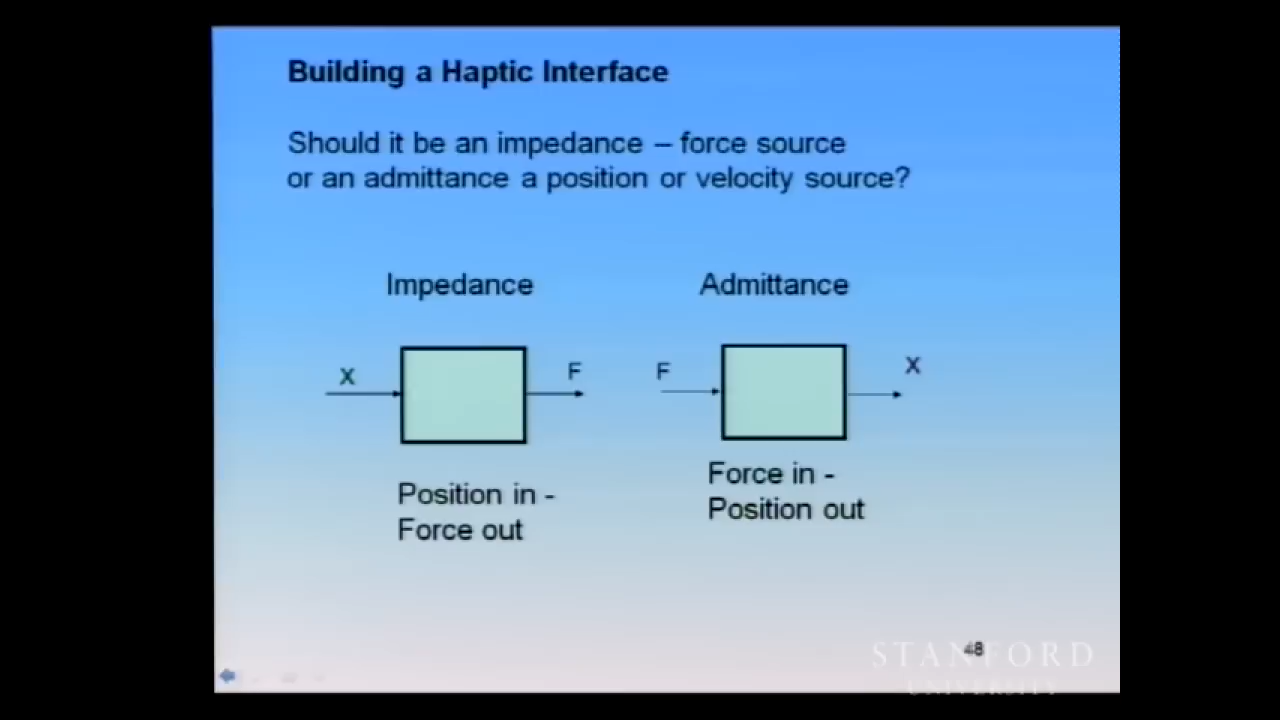 Building a Haptic Interface
Should it be an impedance – force source
or an admittance a position or velocity source?
Impedance
Admittance
X
F
F
X
Position in -
Force out
Force in -
Position out
48
STANFORD
UNIVERSITY